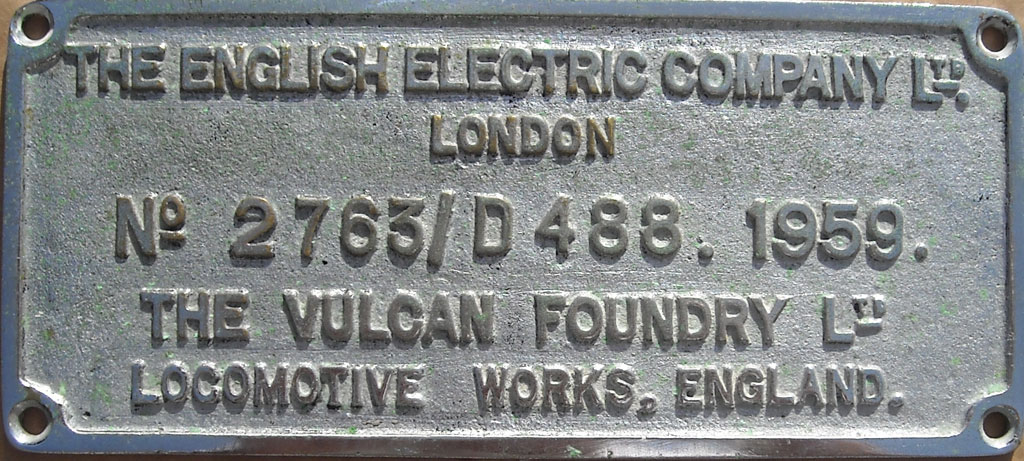 THE ENGLISH ELECTRIC COMPANY LTD.
LONDON
No 2763/D488. 1959.
THE VULCAN FOUNDRY LTD
LOCOMOTIVE WORKS, ENGLAND.